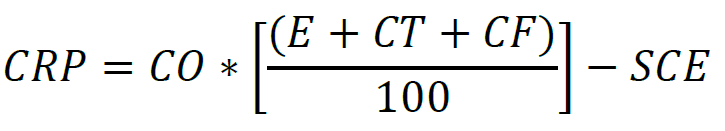 CRP = CO * [(E + CT + CF) / 100] − SCE